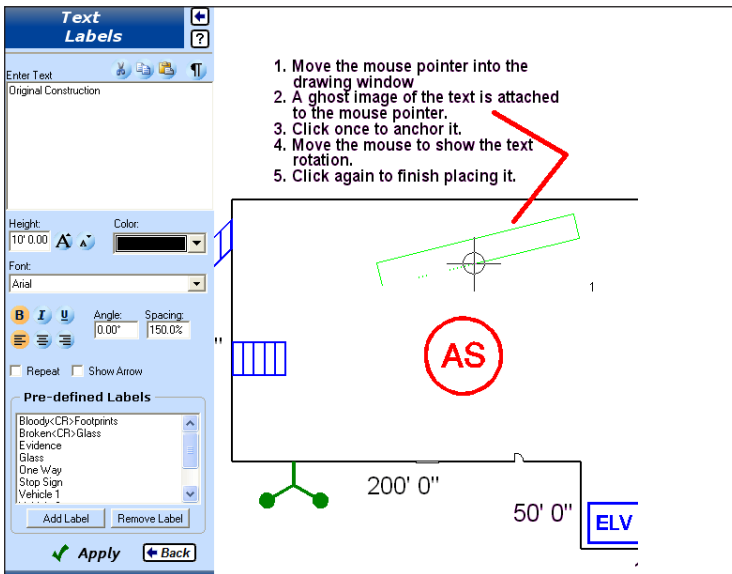 Text
Labels
?
Enter Text
¶
Original Construction
Height:
Color:
10' 0.00
A
A
Font:
Arial
B
I
U
Angle:
Spacing:
0.00°
150.0%
Repeat
Show Arrow
Pre-defined Labels
Bloody<CR>Footprints
Broken<CR>Glass
Evidence
Glass
One Way
Stop Sign
Vehicle 1
Add Label
Remove Label
Apply
Back
1. Move the mouse pointer into the
drawing window
2. A ghost image of the text is attached
to the mouse pointer.
3. Click once to anchor it.
4. Move the mouse to show the text
rotation.
5. Click again to finish placing it.
1
"
AS
200' 0"
50' 0"
ELV